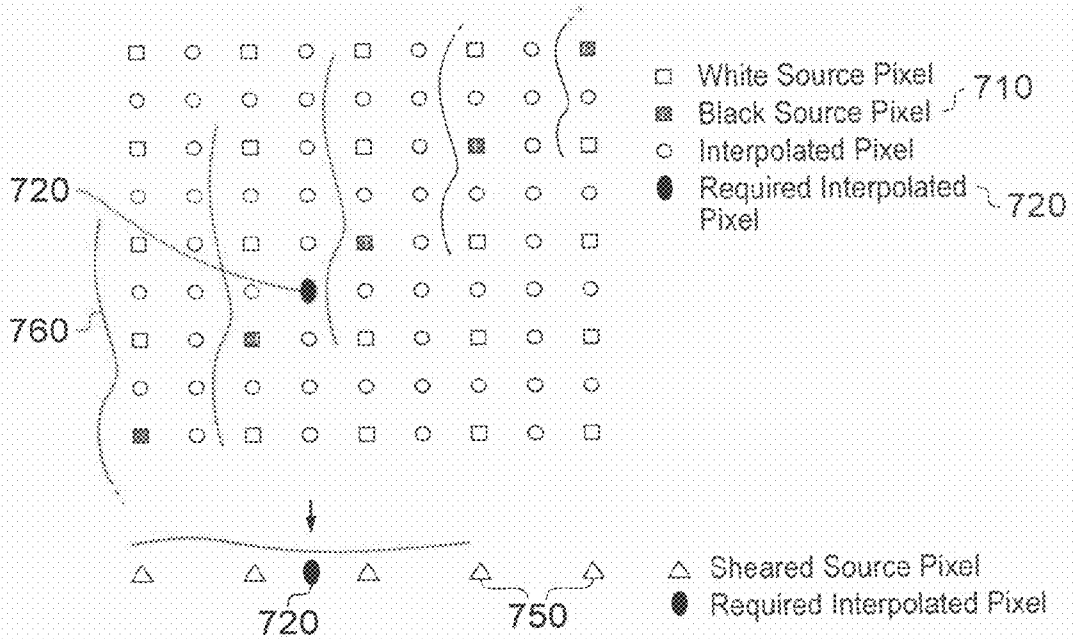 White Source Pixel
Black Source Pixel 710
Interpolated Pixel
Required Interpolated
Pixel
720
720
760
Sheared Source Pixel
Required Interpolated Pixel
720
750